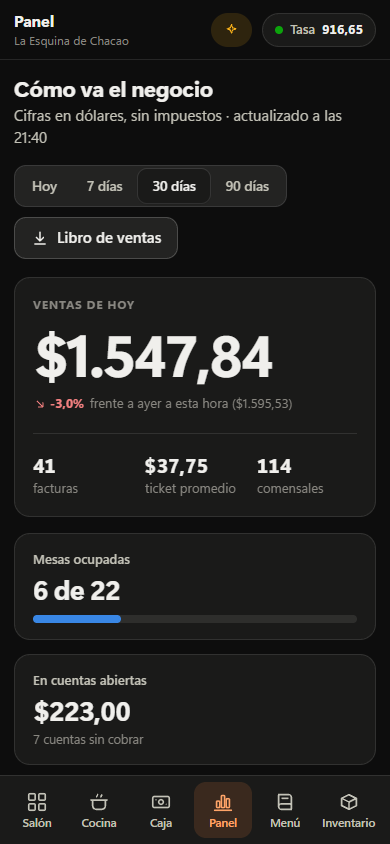 Panel
La Esquina de Chacao
Tasa 916,65
Cómo va el negocio
Cifras en dólares, sin impuestos · actualizado a las
21:40
Hoy 7 días 30 días 90 días
Libro de ventas
VENTAS DE HOY
$1.547,84
-3,0% frente a ayer a esta hora ($1.595,53)
41 $37,75 114
facturas ticket promedio comensales
Mesas ocupadas
6 de 22
En cuentas abiertas
$223,00
7 cuentas sin cobrar
Salón Cocina Caja Panel Menú Inventario